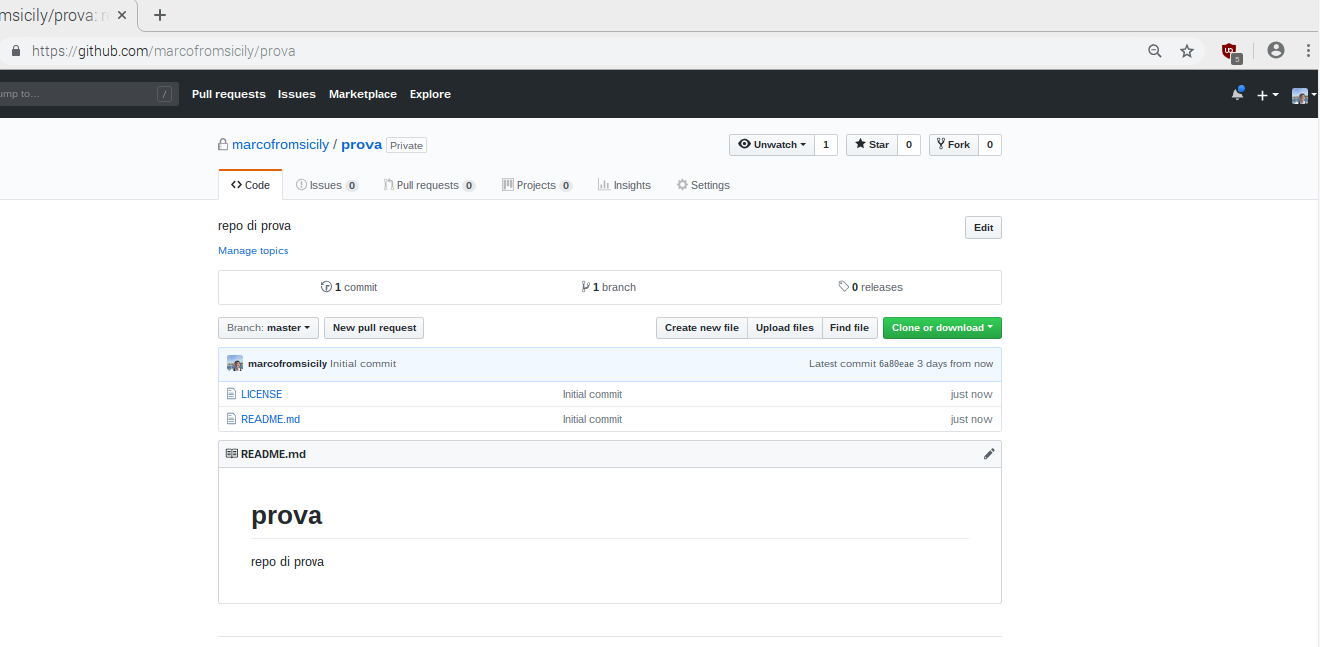 msicily/prova: r
https://github.com/marcofromsicily/prova
5
ump to... /
Pull requests Issues Marketplace Explore
marcofromsicily / prova Private
Unwatch 1 Star 0 Fork 0
Code Issues 0 Pull requests 0 Projects 0 Insights Settings
repo di prova
Edit
Manage topics
1 commit 1 branch 0 releases
Branch: master New pull request Create new file Upload files Find file Clone or download
marcofromsicily Initial commit Latest commit 6a80eae 3 days from now
LICENSE Initial commit just now
README.md Initial commit just now
README.md
prova
repo di prova